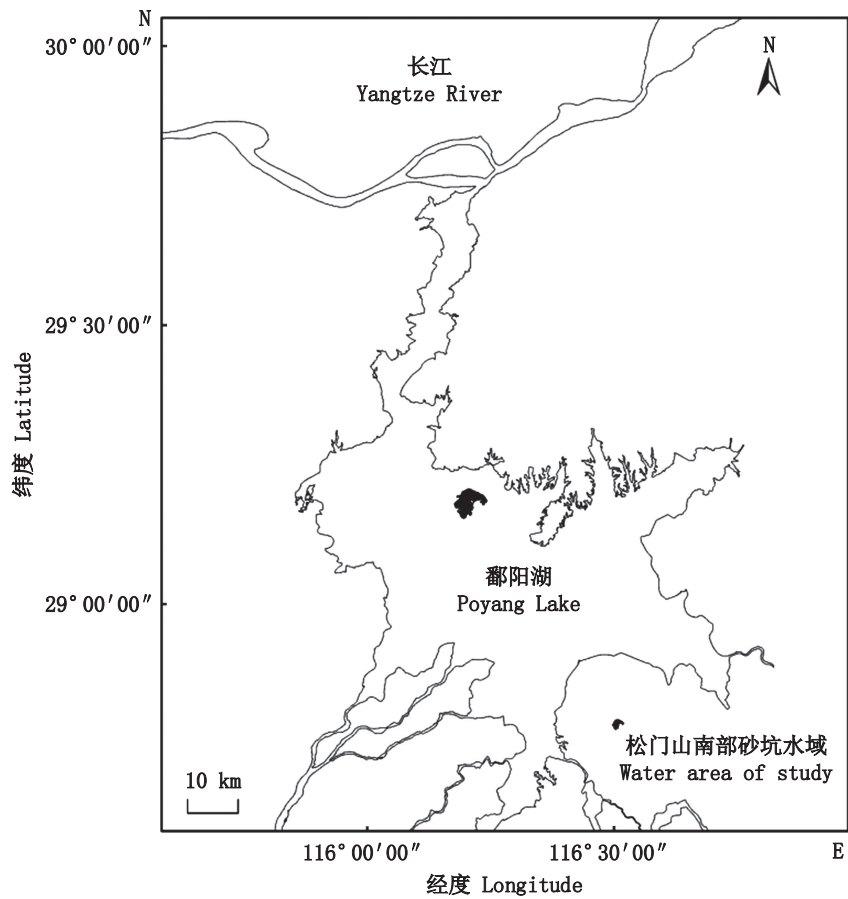 N
30°00′00″
长江
Yangtze River
N
29°30′00″
纬度 Latitude
鄱阳湖
Poyang Lake
29°00′00″
松门山南部砂坑水域
Water area of study
10 km
116°00′00″
116°30′00″
E
经度 Longitude